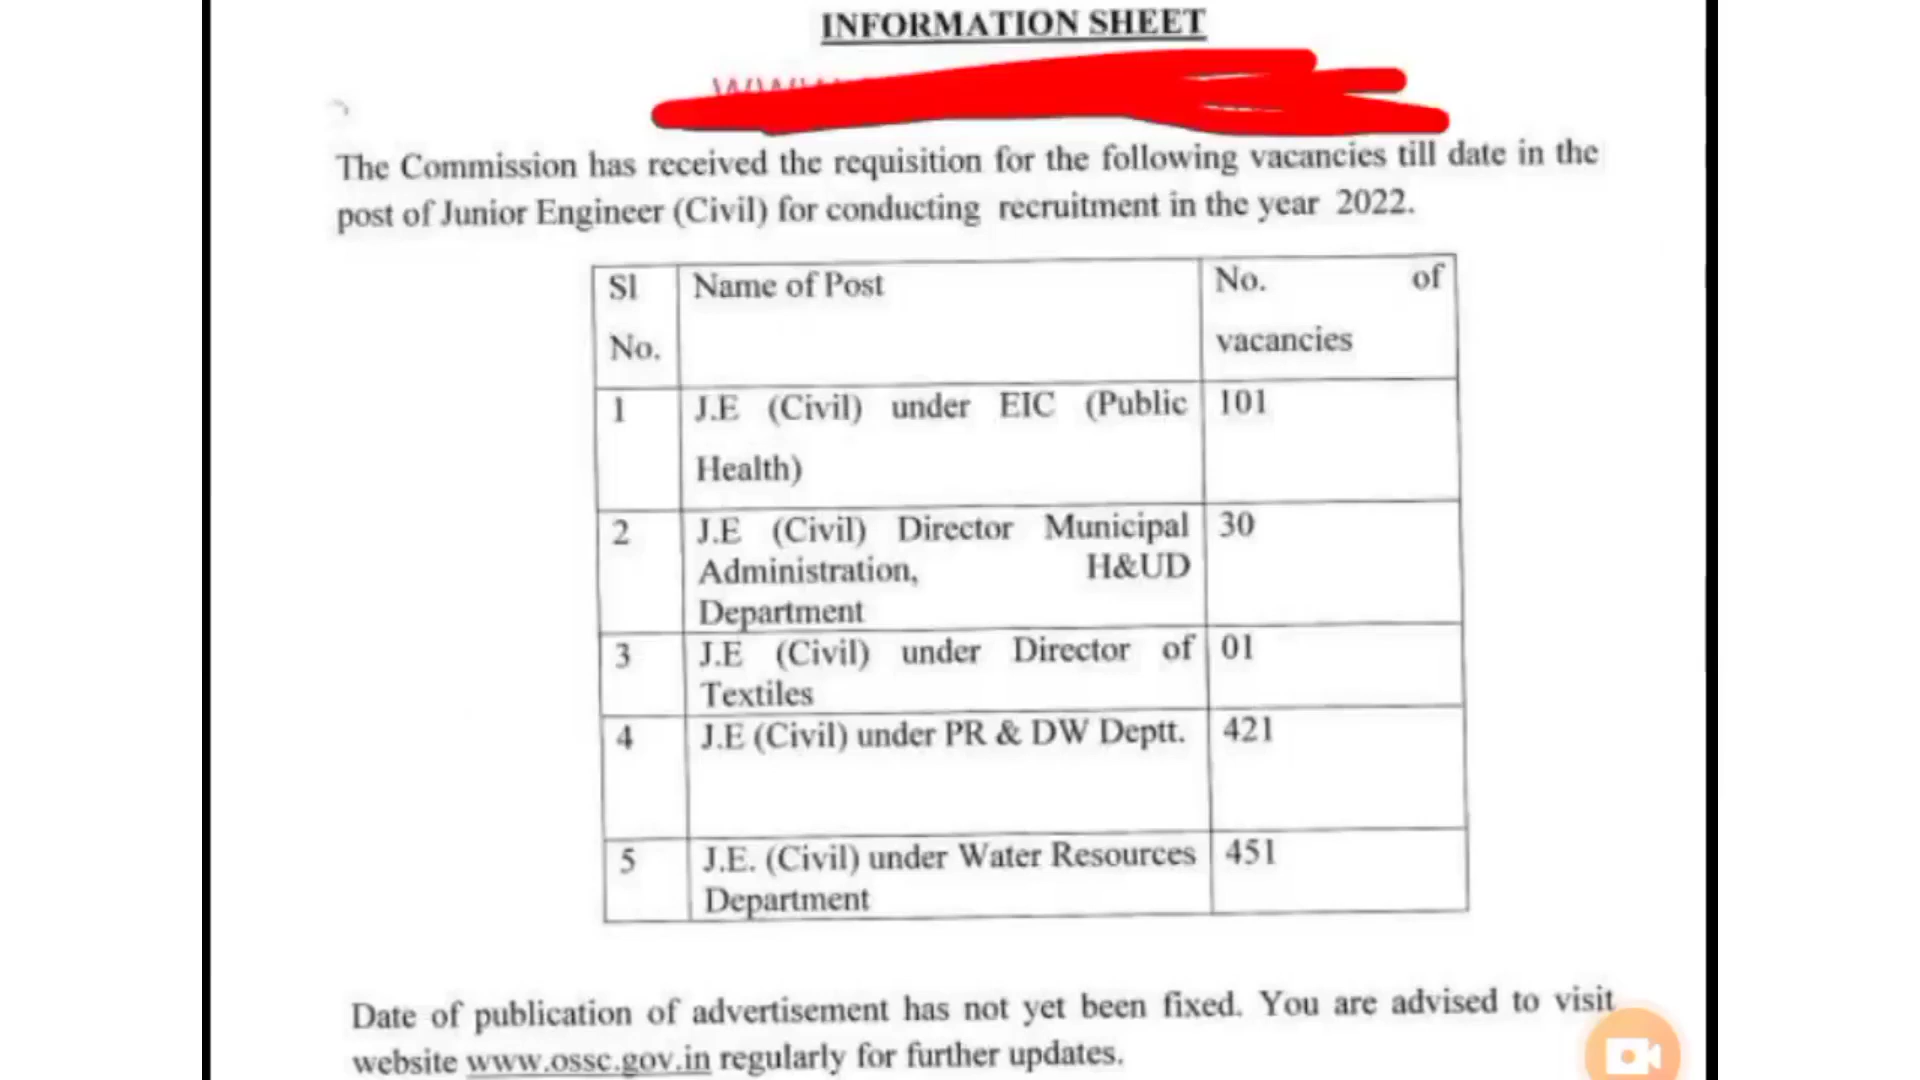 INFORMATION SHEET
The Commission has received the requisition for the following vacancies till date in the
post of Junior Engineer (Civil) for conducting recruitment in the year 2022.
Sl No. Name of Post No. of vacancies
1 J.E (Civil) under EIC (Public 101
Health)
2 J.E (Civil) Director Municipal 30
Administration, H&UD
Department
3 J.E (Civil) under Director of 01
Textiles
4 J.E (Civil) under PR & DW Deptt. 421
5 J.E. (Civil) under Water Resources 451
Department
Date of publication of advertisement has not yet been fixed. You are advised to visit
website www.ossc.gov.in regularly for further updates.